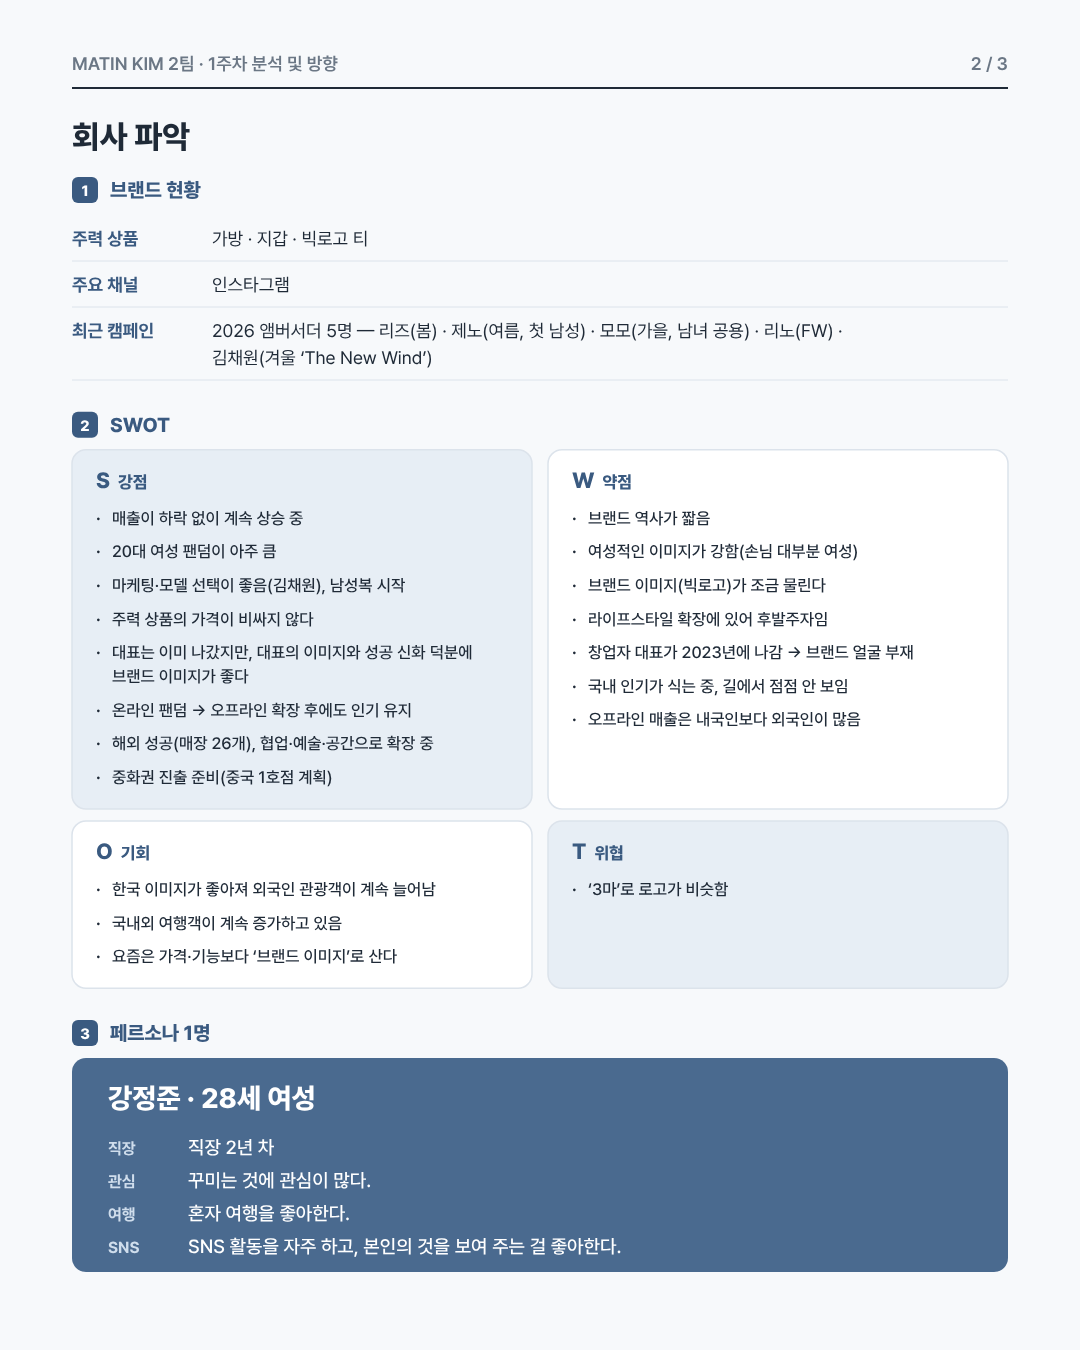 MATIN KIM 2팀 · 1주차 분석 및 방향
2 / 3
회사 파악
1 브랜드 현황
주력 상품 가방 · 지갑 · 빅로고 티
주요 채널 인스타그램
최근 캠페인 2026 앰버서더 5명 — 리즈(봄) · 제노(여름, 첫 남성) · 모모(가을, 남녀 공용) · 리노(FW) ·
김채원(겨울 ‘The New Wind’)
2 SWOT
S 강점
· 매출이 하락 없이 계속 상승 중
· 20대 여성 팬덤이 아주 큼
· 마케팅·모델 선택이 좋음(김채원), 남성복 시작
· 주력 상품의 가격이 비싸지 않다
· 대표는 이미 나갔지만, 대표의 이미지와 성공 신화 덕분에
브랜드 이미지가 좋다
· 온라인 팬덤 → 오프라인 확장 후에도 인기 유지
· 해외 성공(매장 26개), 협업·예술·공간으로 확장 중
· 중화권 진출 준비(중국 1호점 계획)
W 약점
· 브랜드 역사가 짧음
· 여성적인 이미지가 강함(손님 대부분 여성)
· 브랜드 이미지(빅로고)가 조금 물린다
· 라이프스타일 확장에 있어 후발주자임
· 창업자 대표가 2023년에 나감 → 브랜드 얼굴 부재
· 국내 인기가 식는 중, 길에서 점점 안 보임
· 오프라인 매출은 내국인보다 외국인이 많음
O 기회
· 한국 이미지가 좋아져 외국인 관광객이 계속 늘어남
· 국내외 여행객이 계속 증가하고 있음
· 요즘은 가격·기능보다 ‘브랜드 이미지’로 산다
T 위협
· ‘3마’로 로고가 비슷함
3 페르소나 1명
강정준 · 28세 여성
직장 직장 2년 차
관심 꾸미는 것에 관심이 많다.
여행 혼자 여행을 좋아한다.
SNS SNS 활동을 자주 하고, 본인의 것을 보여 주는 걸 좋아한다.